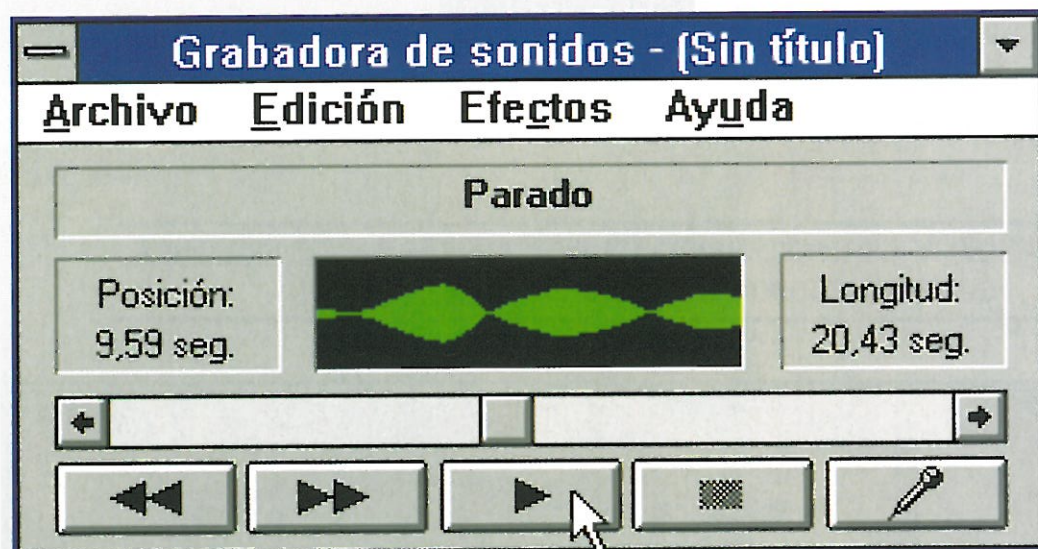 Grabadora de sonidos - (Sin título)
Archivo Edición Efectos Ayuda
Parado
Posición:
9,59 seg.
Longitud:
20,43 seg.